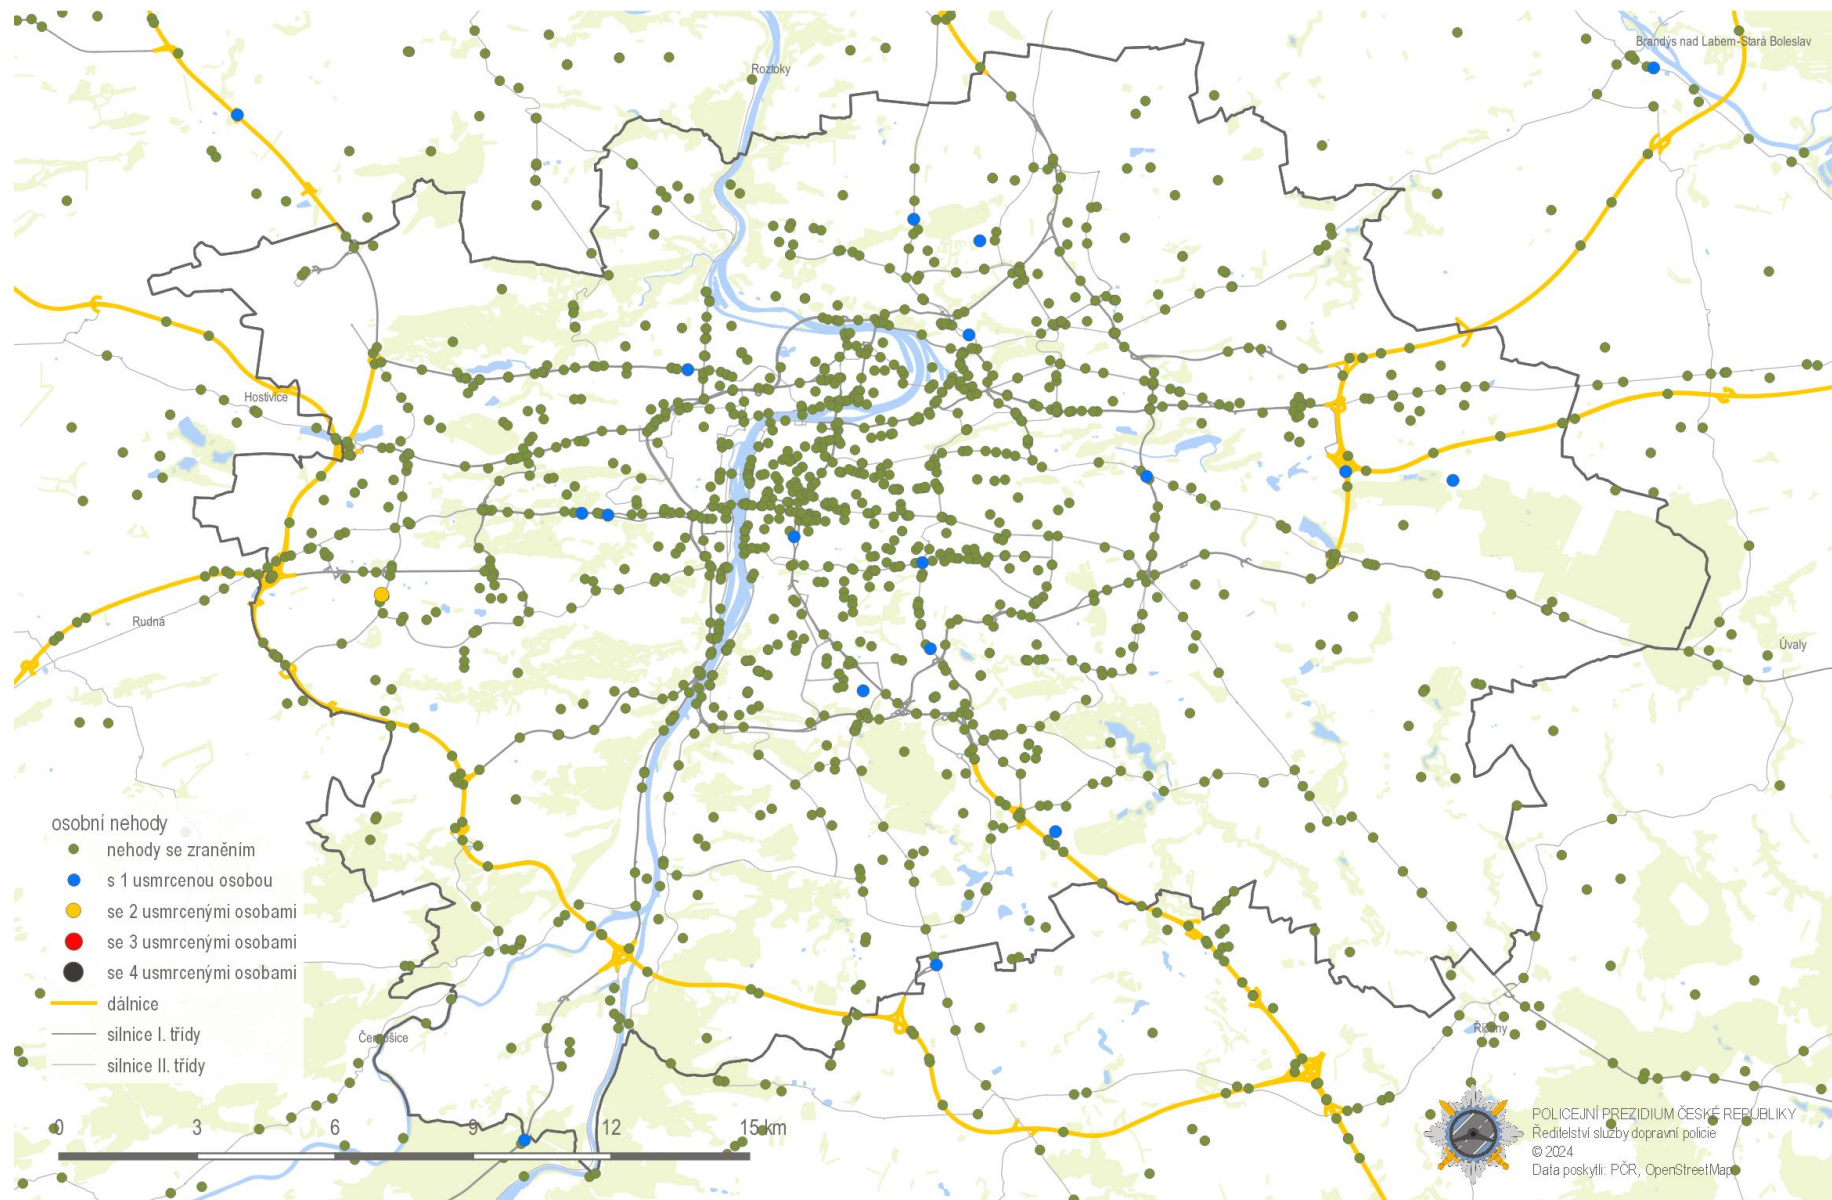 Brandýs nad Labem-Stará Boleslav
Roztoky
Hostivice
Rudná
Úvaly
osobní nehody
nehody se zraněním
s 1 usmrcenou osobou
se 2 usmrcenými osobami
se 3 usmrcenými osobami
se 4 usmrcenými osobami
dálnice
silnice I. třídy
silnice II. třídy
Černošice
Říčany
0 3 6 9 12 15 km
POLICEJNÍ PREZIDIUM ČESKÉ REPUBLIKY
Ředitelství služby dopravní policie
© 2024
Data poskytli: PČR, OpenStreetMap